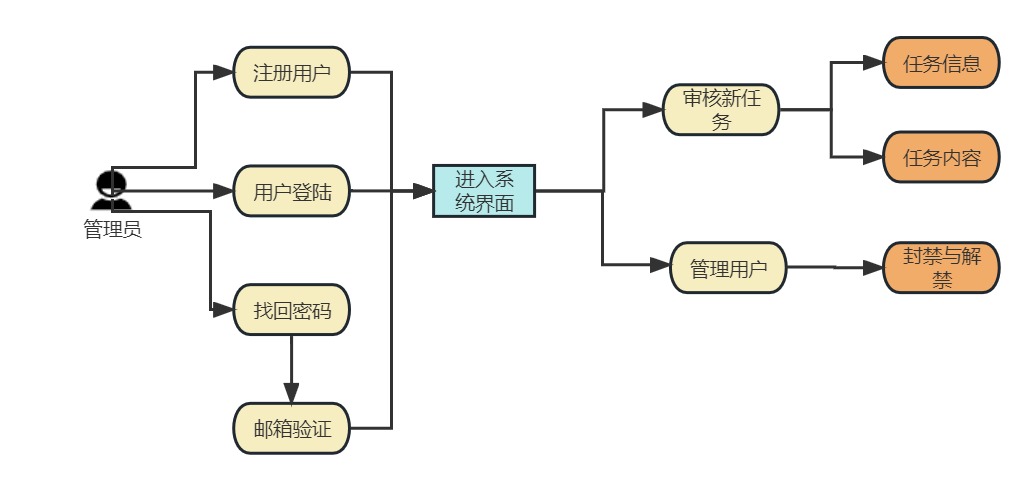 管理员
注册用户
用户登陆
找回密码
邮箱验证
进入系
统界面
审核新任
务
管理用户
任务信息
任务内容
封禁与解
禁